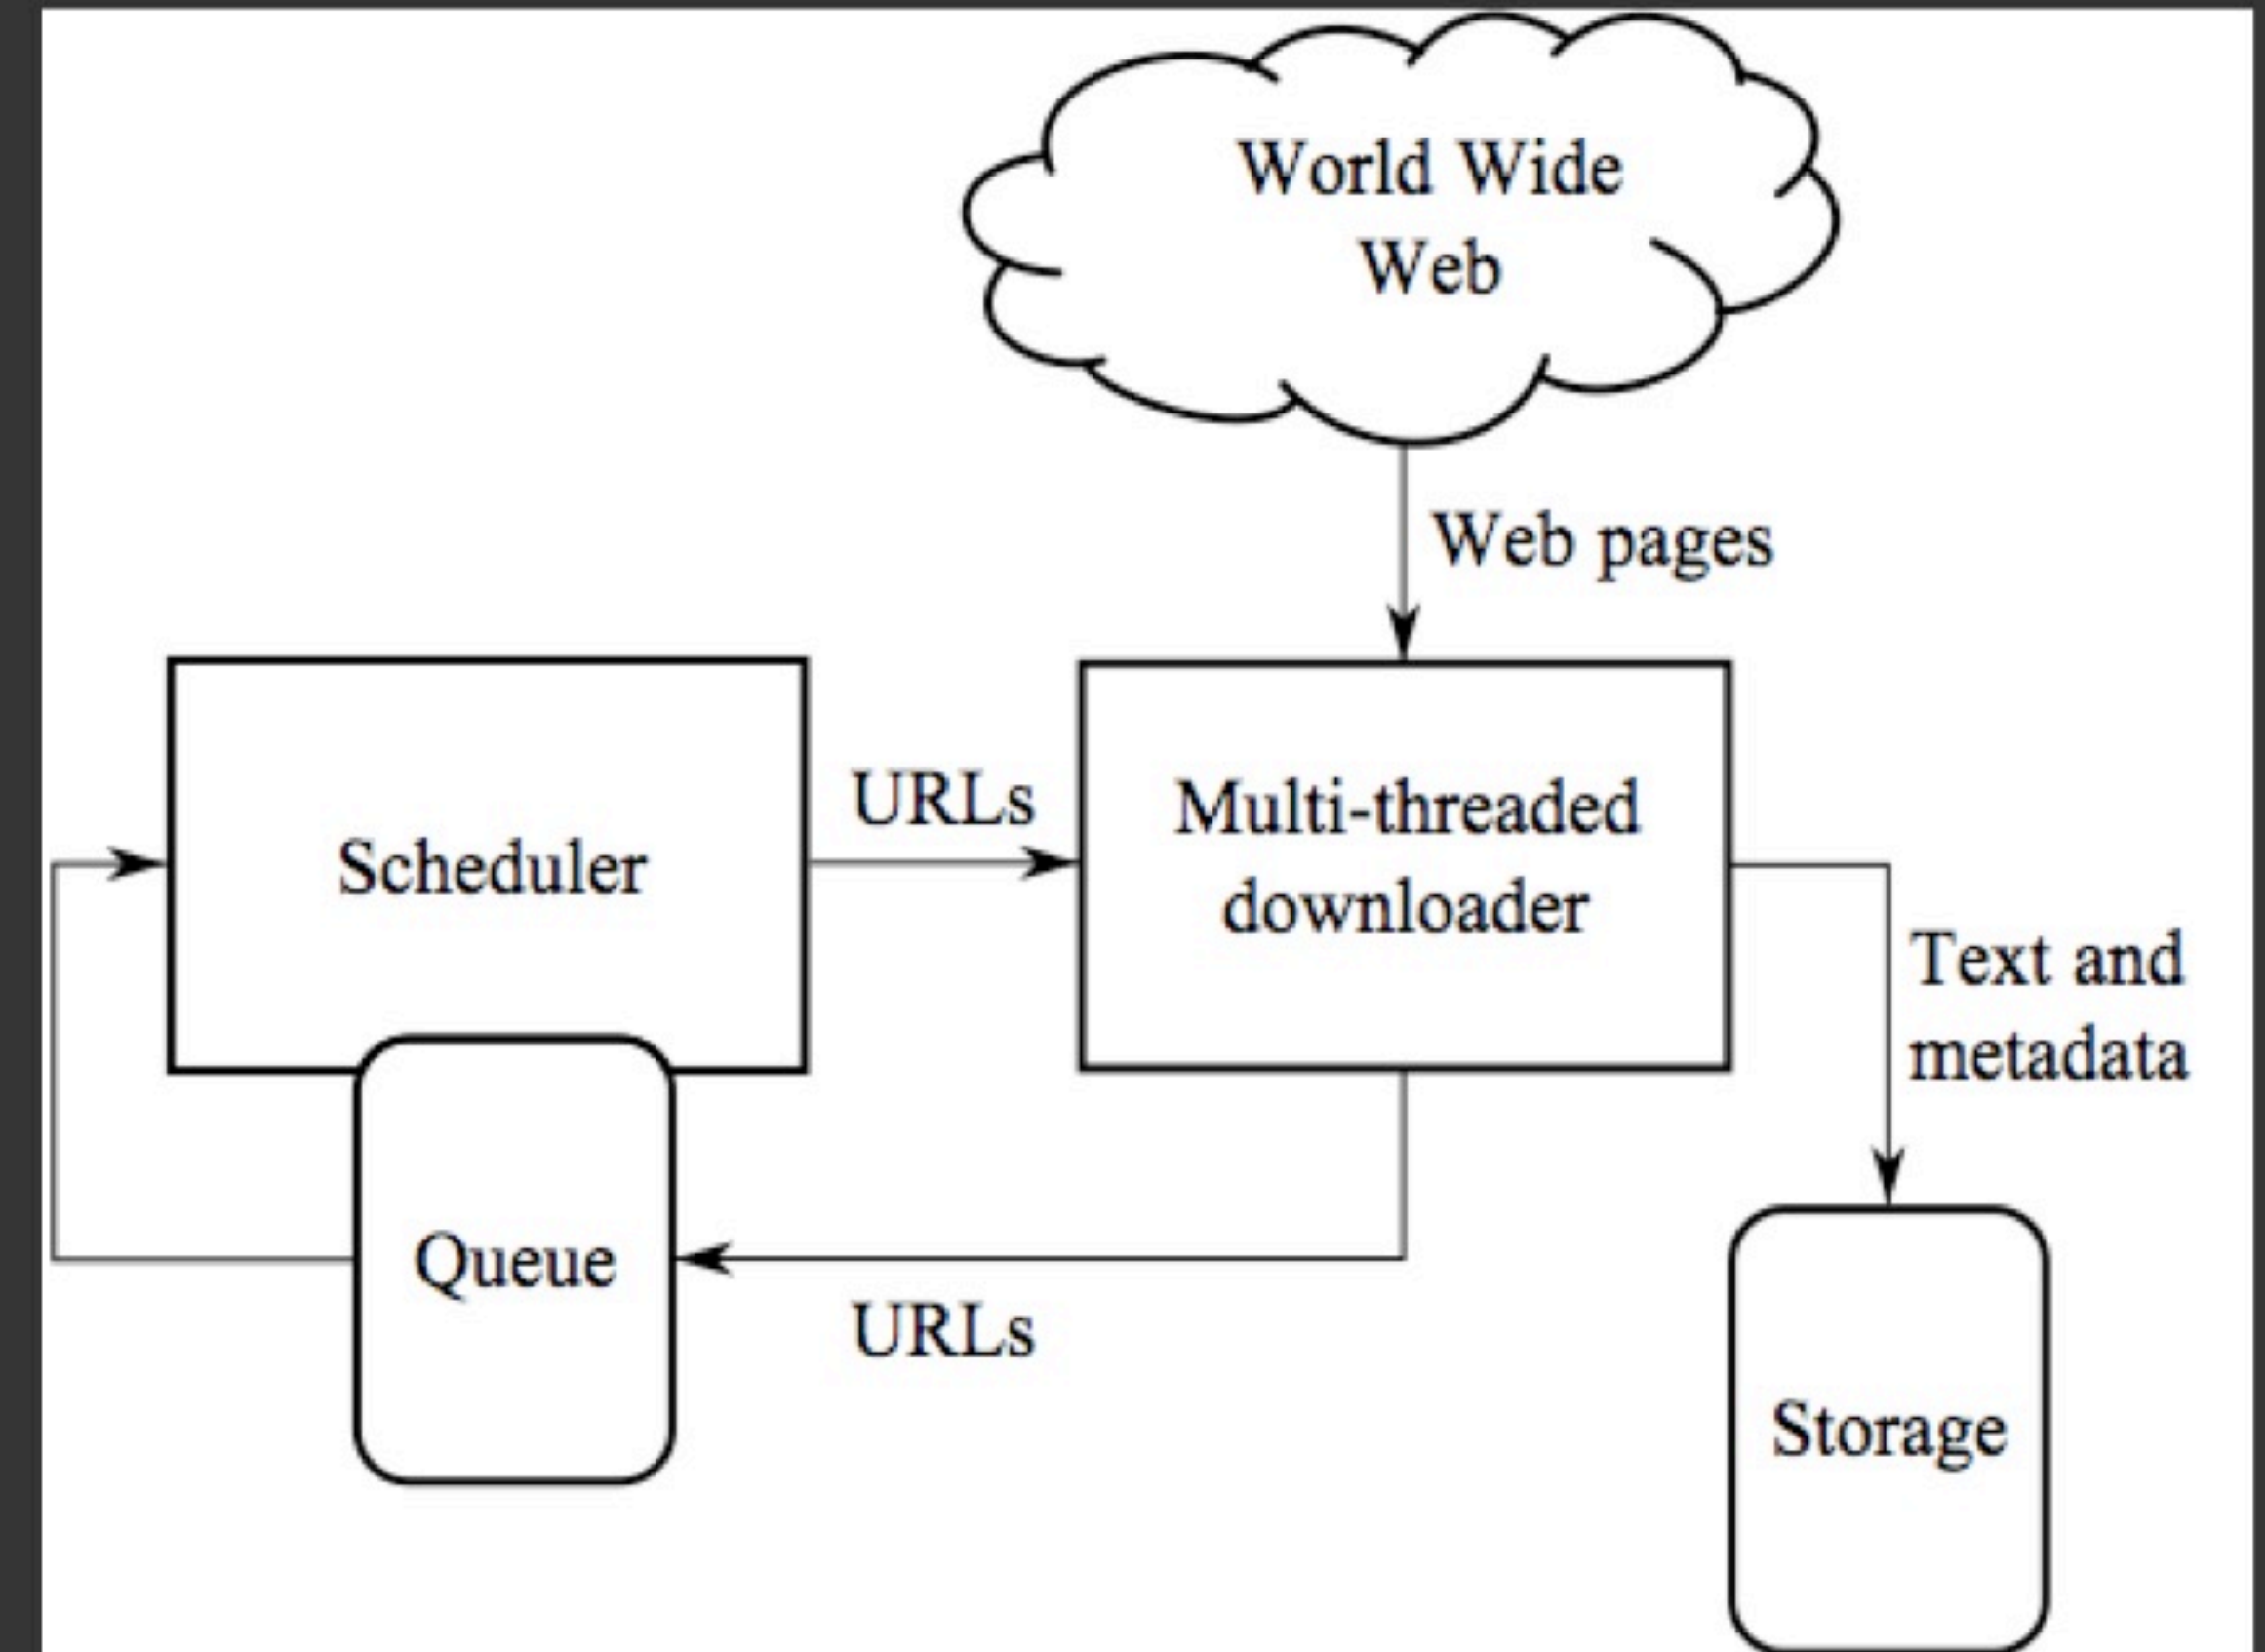 World Wide
Web
Web pages
Scheduler
URLs
Multi-threaded
downloader
Text and
metadata
Queue
URLs
Storage